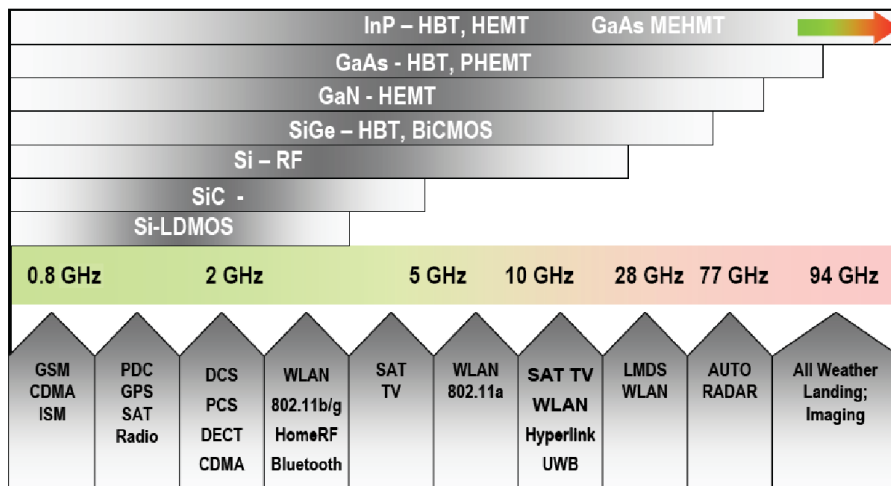 InP – HBT, HEMT GaAs MEHMT
GaAs - HBT, PHEMT
GaN - HEMT
SiGe – HBT, BiCMOS
Si – RF
SiC -
Si-LDMOS
0.8 GHz 2 GHz 5 GHz 10 GHz 28 GHz 77 GHz 94 GHz
GSM
CDMA
ISM
PDC
GPS
SAT
Radio
DCS
PCS
DECT
CDMA
WLAN
802.11b/g
HomeRF
Bluetooth
SAT
TV
WLAN
802.11a
SAT TV
WLAN
Hyperlink
UWB
LMDS
WLAN
AUTO
RADAR
All Weather
Landing;
Imaging